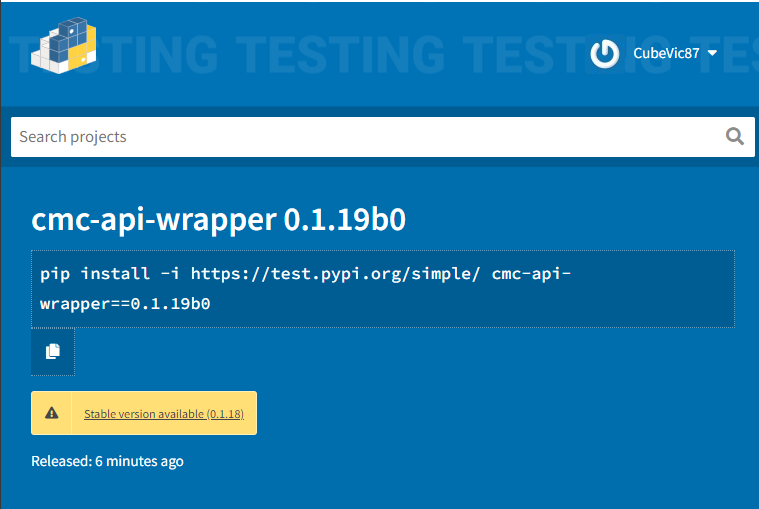 TESTING TESTING TESTING TES
CubeVic87
Search projects
cmc-api-wrapper 0.1.19b0
pip install -i https://test.pypi.org/simple/ cmc-api-
wrapper==0.1.19b0
Stable version available (0.1.18)
Released: 6 minutes ago